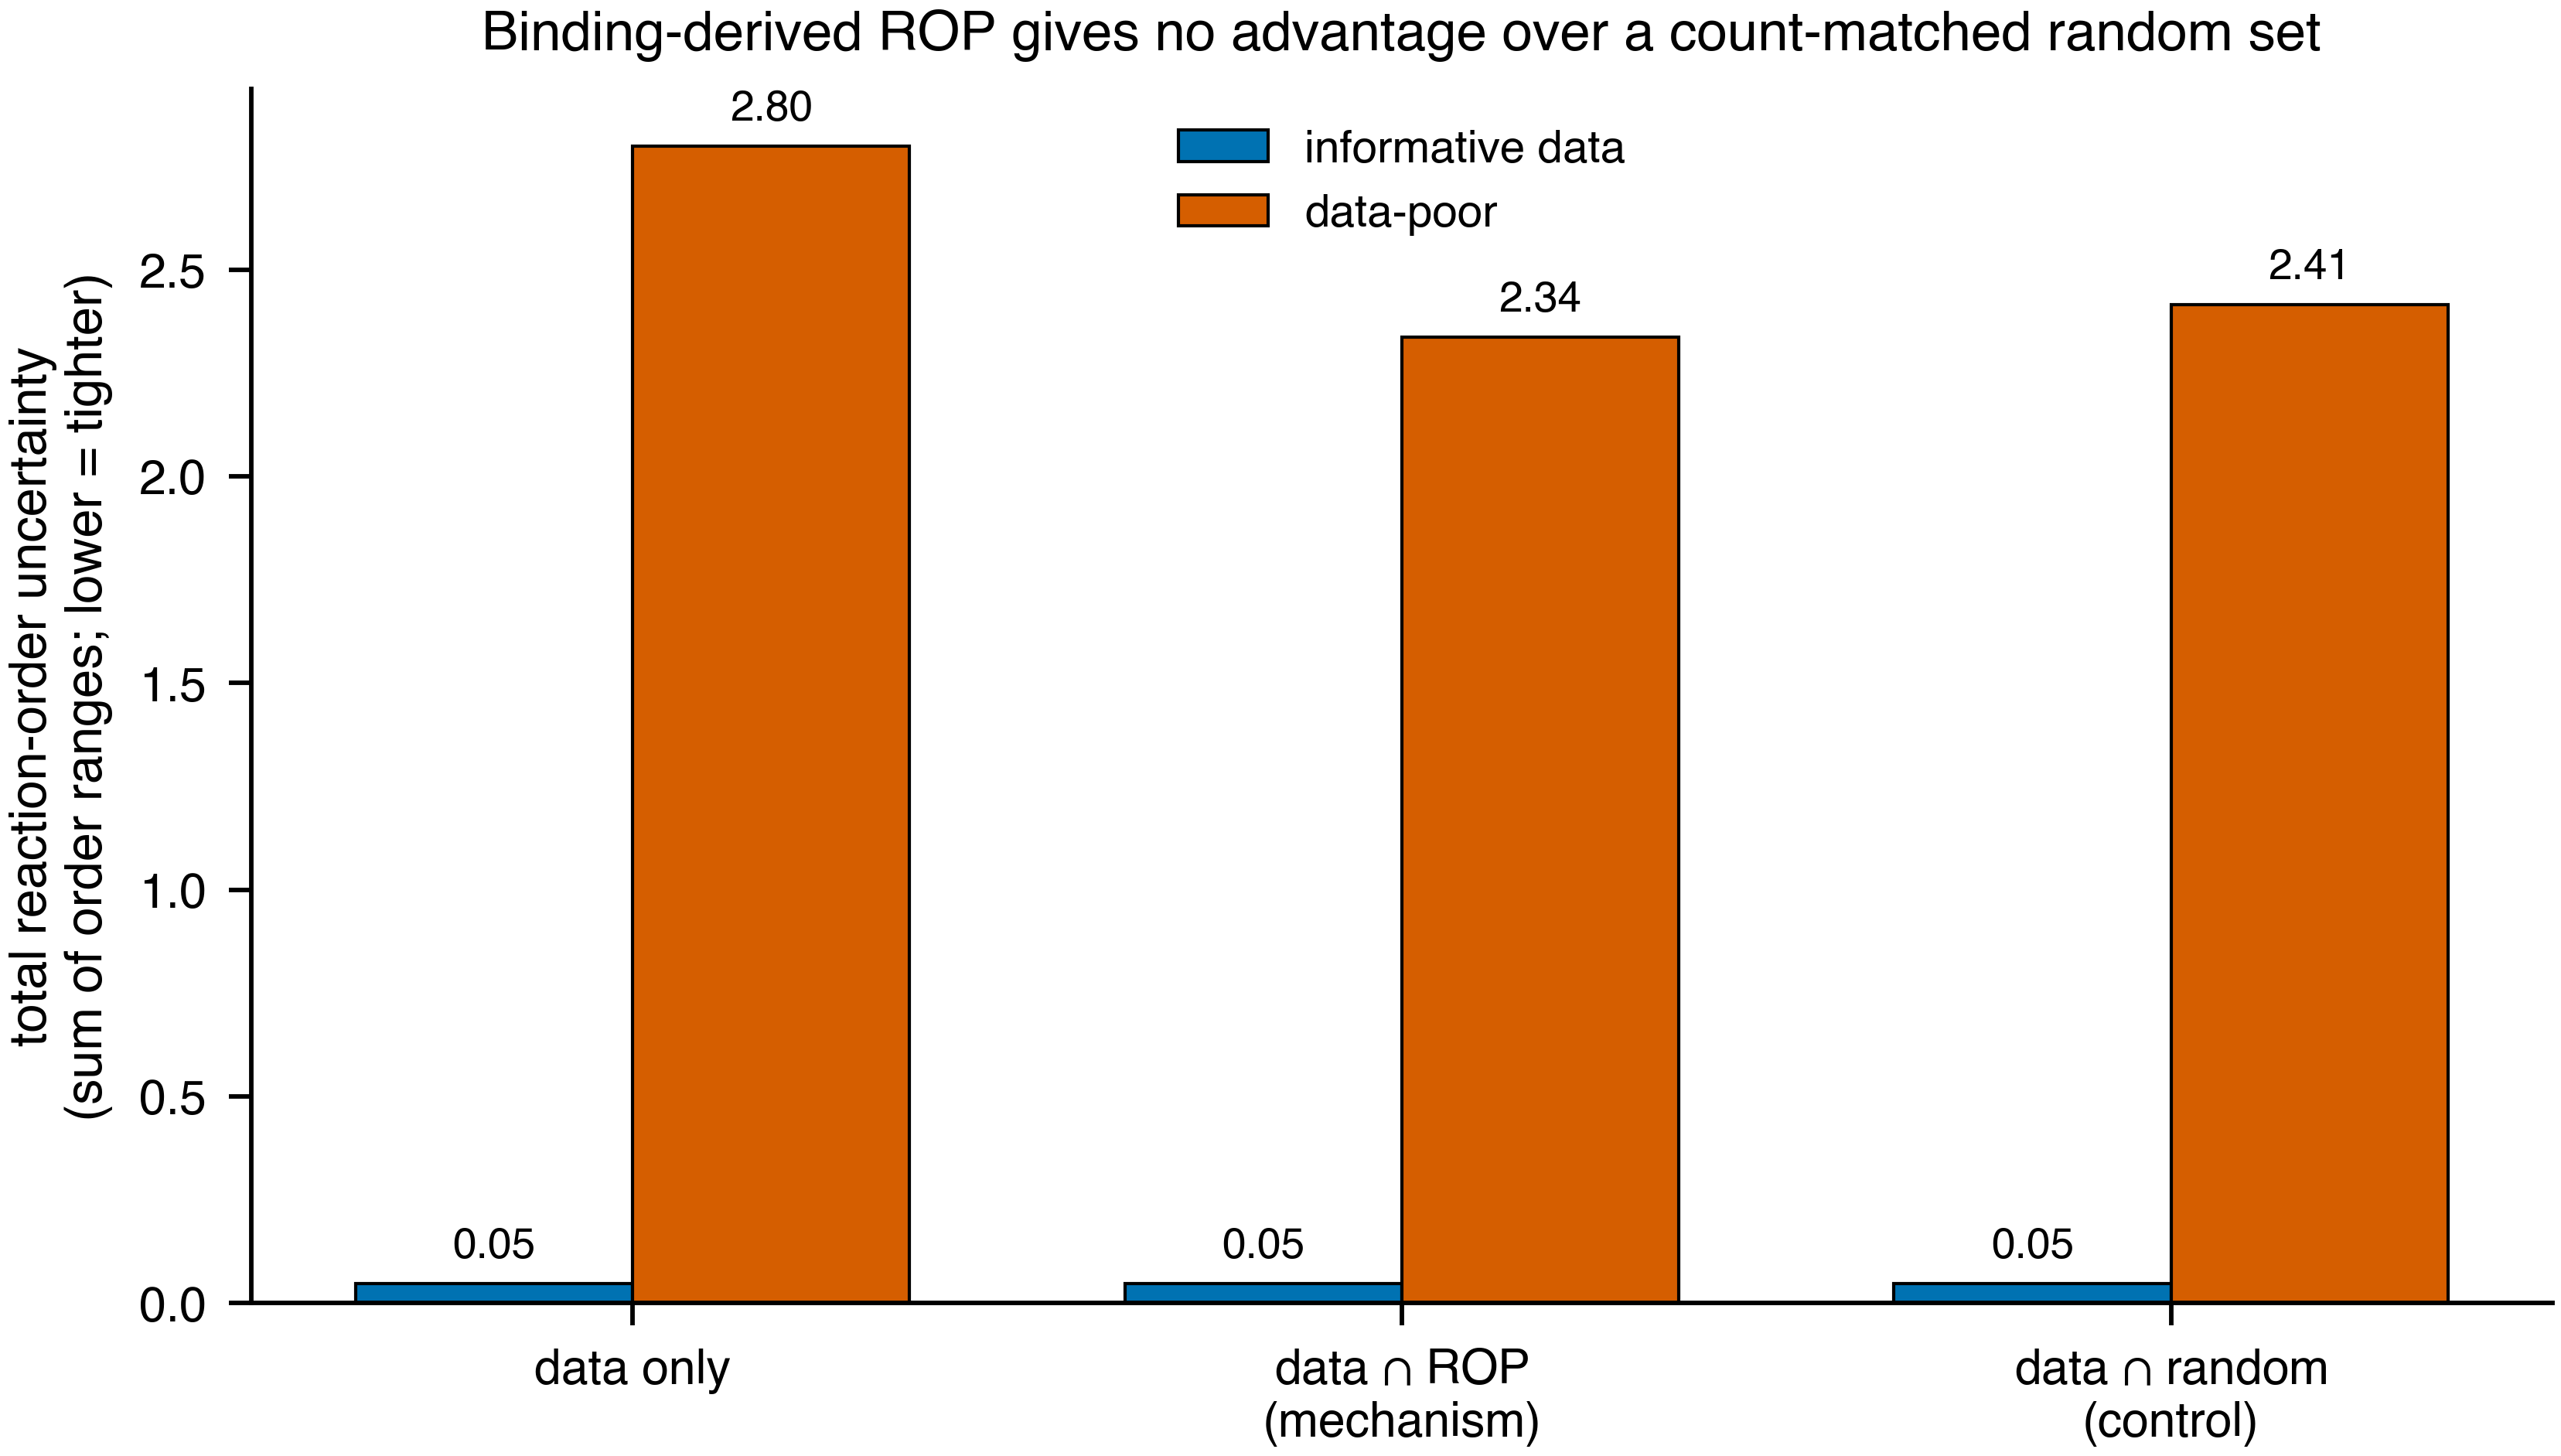 Binding-derived ROP gives no advantage over a count-matched random set
total reaction-order uncertainty
(sum of order ranges; lower = tighter)
2.5
2.0
1.5
1.0
0.5
0.0
informative data
data-poor
2.80
2.34
2.41
0.05
0.05
0.05
data only
data ∩ ROP
(mechanism)
data ∩ random
(control)